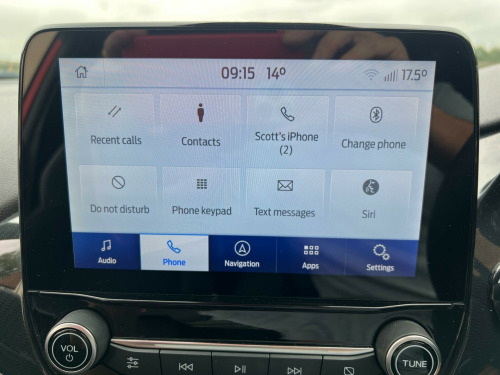 09:15 14°
17.5°
Recent calls
Contacts
Scott's iPhone
(2)
Change phone
Do not disturb
Phone keypad
Text messages
Siri
Audio
Phone
Navigation
Apps
Settings
VOL
TUNE